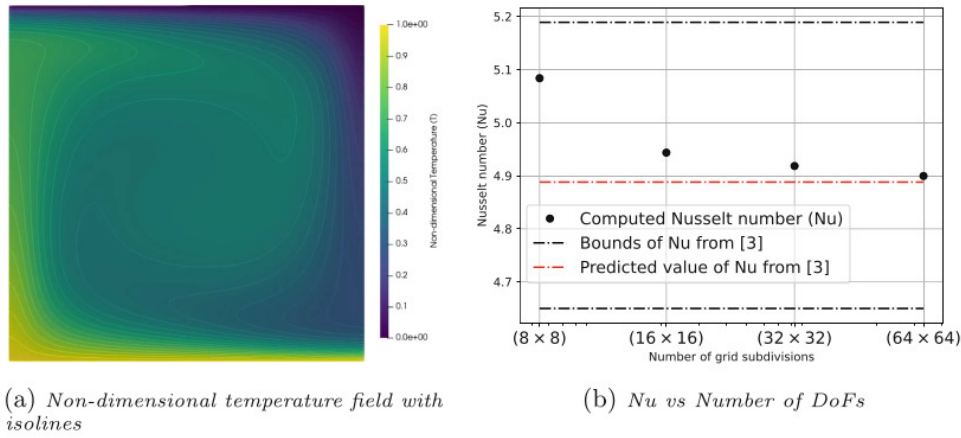 1.0e+00
0.9
0.8
0.7
0.6
0.5
0.4
0.3
0.2
0.1
0.0e+00
Non-dimensional Temperature (T)
(a) Non-dimensional temperature field with
isolines
5.2
5.1
5.0
4.9
4.8
4.7
Nusselt number (Nu)
Computed Nusselt number (Nu)
Bounds of Nu from [3]
Predicted value of Nu from [3]
(8 × 8)
(16 × 16)
(32 × 32)
(64 × 64)
Number of grid subdivisions
(b) Nu vs Number of DoFs